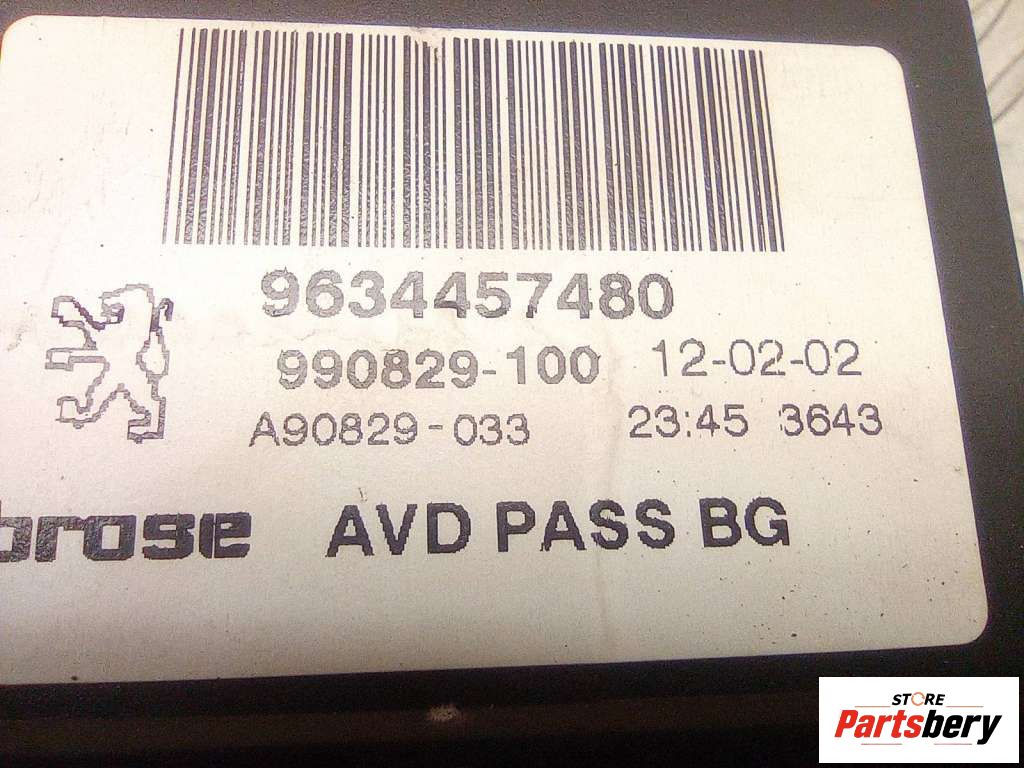 9634457480
990829-100 12-02-02
A90829-033 23:45 3643
brose AVD PASS BG
STORE
Partsbery